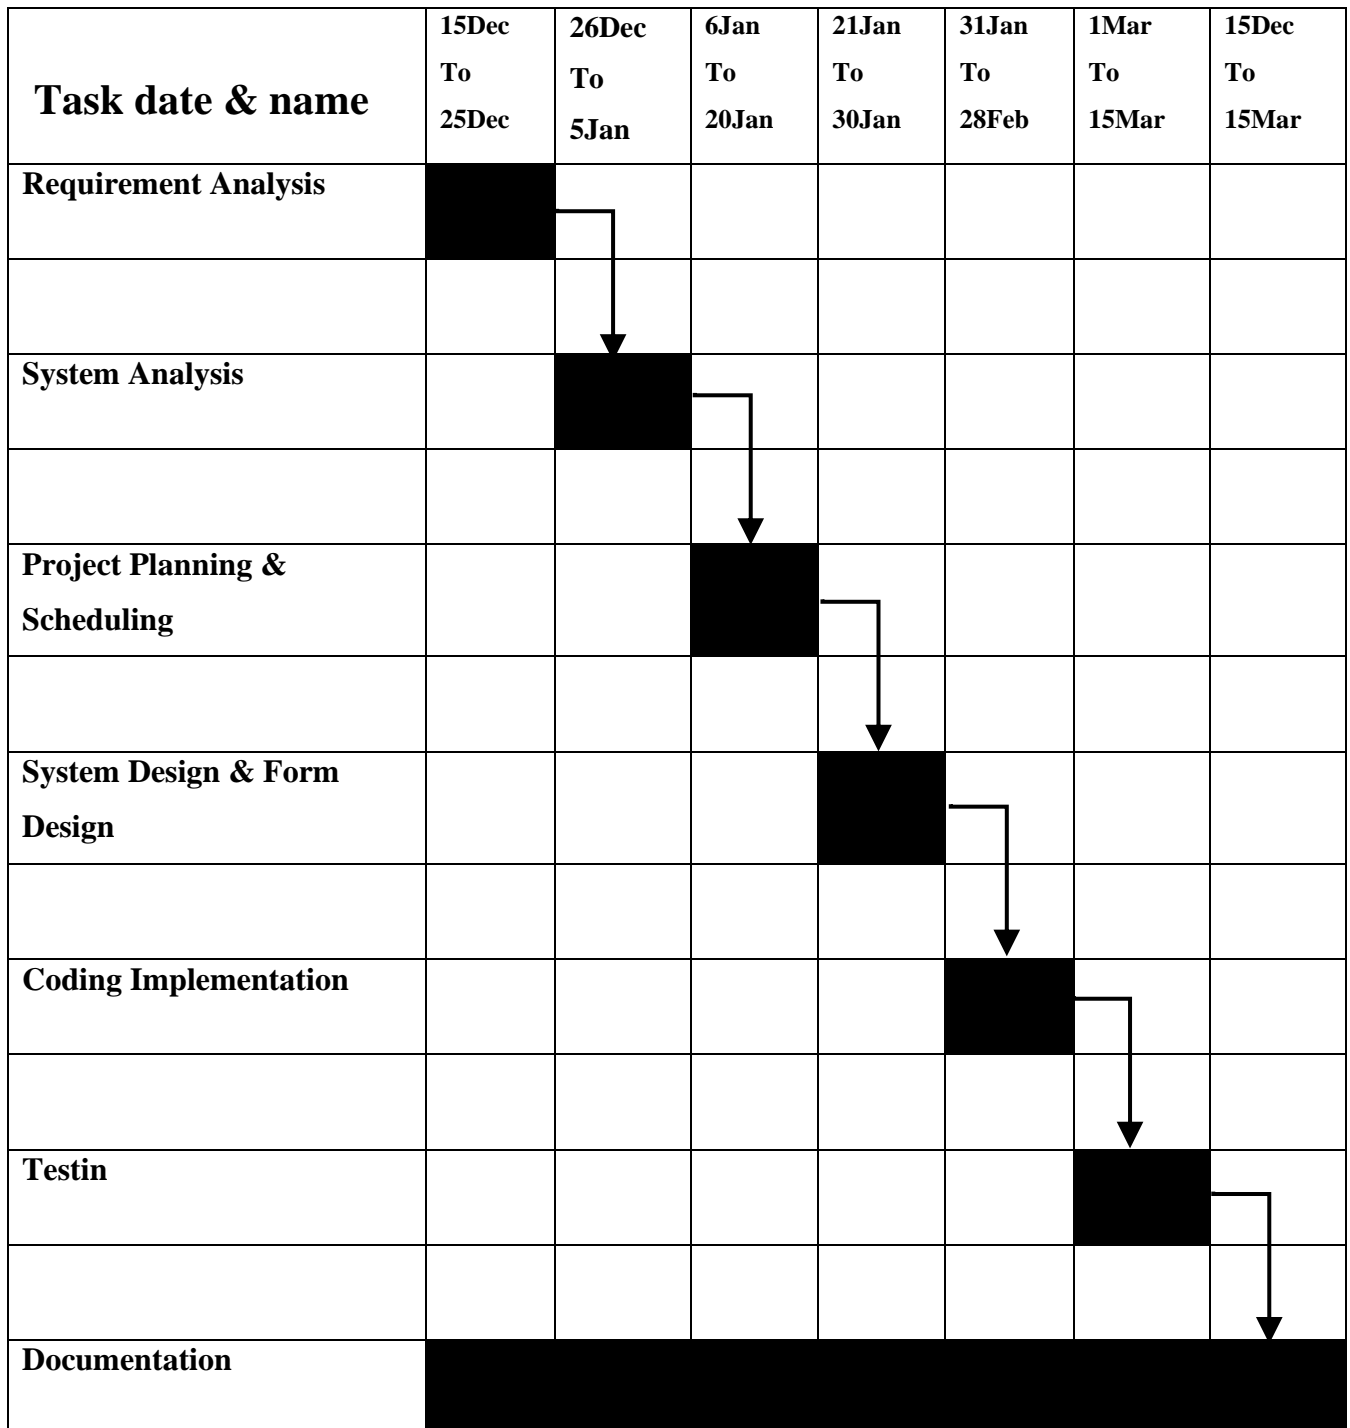 Task date & name
15Dec
To
25Dec
26Dec
To
5Jan
6Jan
To
20Jan
21Jan
To
30Jan
31Jan
To
28Feb
1Mar
To
15Mar
15Dec
To
15Mar
Requirement Analysis
System Analysis
Project Planning &
Scheduling
System Design & Form
Design
Coding Implementation
Testin
Documentation